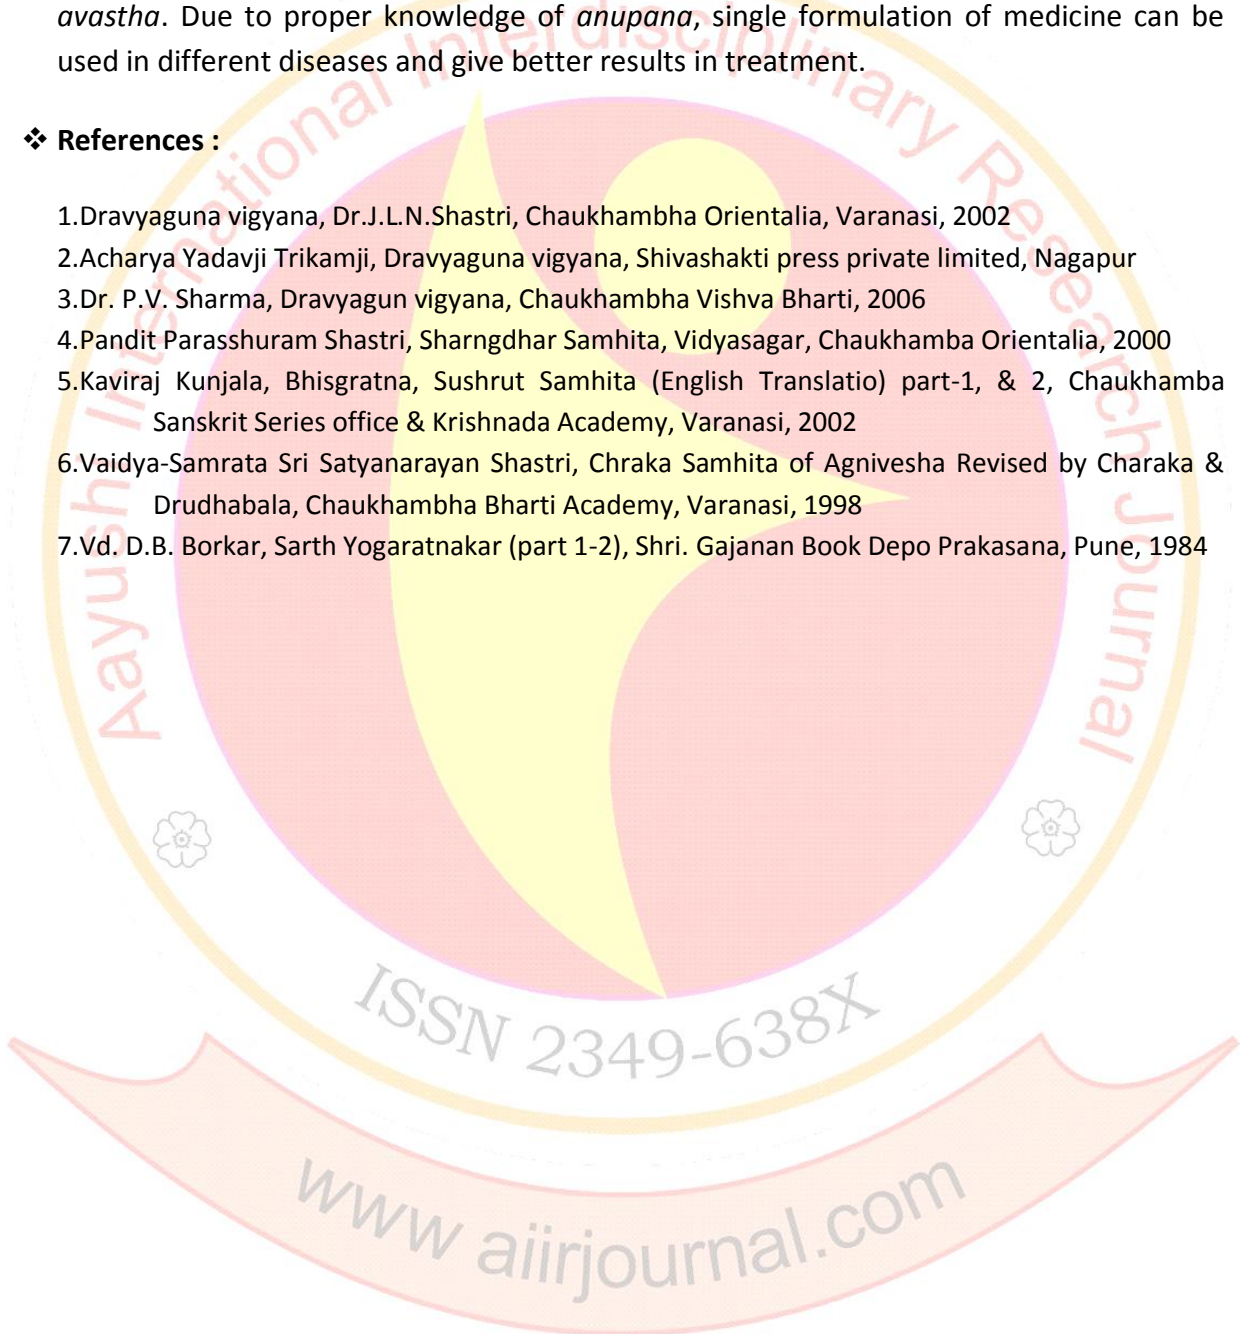 avastha. Due to proper knowledge of anupana, single formulation of medicine can be
used in different diseases and give better results in treatment.
❖ References :
1.Dravyaguna vigyana, Dr.J.L.N.Shastri, Chaukhambha Orientalia, Varanasi, 2002
2.Acharya Yadavji Trikamji, Dravyaguna vigyana, Shivashakti press private limited, Nagapur
3.Dr. P.V. Sharma, Dravyagun vigyana, Chaukhambha Vishva Bharti, 2006
4.Pandit Parasshuram Shastri, Sharngdhar Samhita, Vidyasagar, Chaukhamba Orientalia, 2000
5.Kaviraj Kunjala, Bhisgratna, Sushrut Samhita (English Translatio) part-1, & 2, Chaukhamba
Sanskrit Series office & Krishnada Academy, Varanasi, 2002
6.Vaidya-Samrata Sri Satyanarayan Shastri, Chraka Samhita of Agnivesha Revised by Charaka &
Drudhabala, Chaukhambha Bharti Academy, Varanasi, 1998
7.Vd. D.B. Borkar, Sarth Yogaratnakar (part 1-2), Shri. Gajanan Book Depo Prakasana, Pune, 1984
Aayushi International Interdisciplinary Research Journal
ISSN 2349-638X
www aiirjournal.com